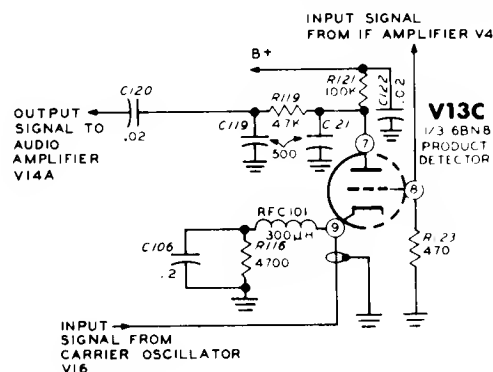 INPUT SIGNAL
FROM IF AMPLIFIER V4
B+
C120
.02
R119
47K
R121
100K
C122
.02
C119
C121
500
OUTPUT
SIGNAL TO
AUDIO
AMPLIFIER
V14A
V13C
1/3 6BN8
PRODUCT
DETECTOR
7
8
9
RFC101
300µH
C106
.2
R116
4700
R123
470
INPUT
SIGNAL FROM
CARRIER OSCILLATOR
V16